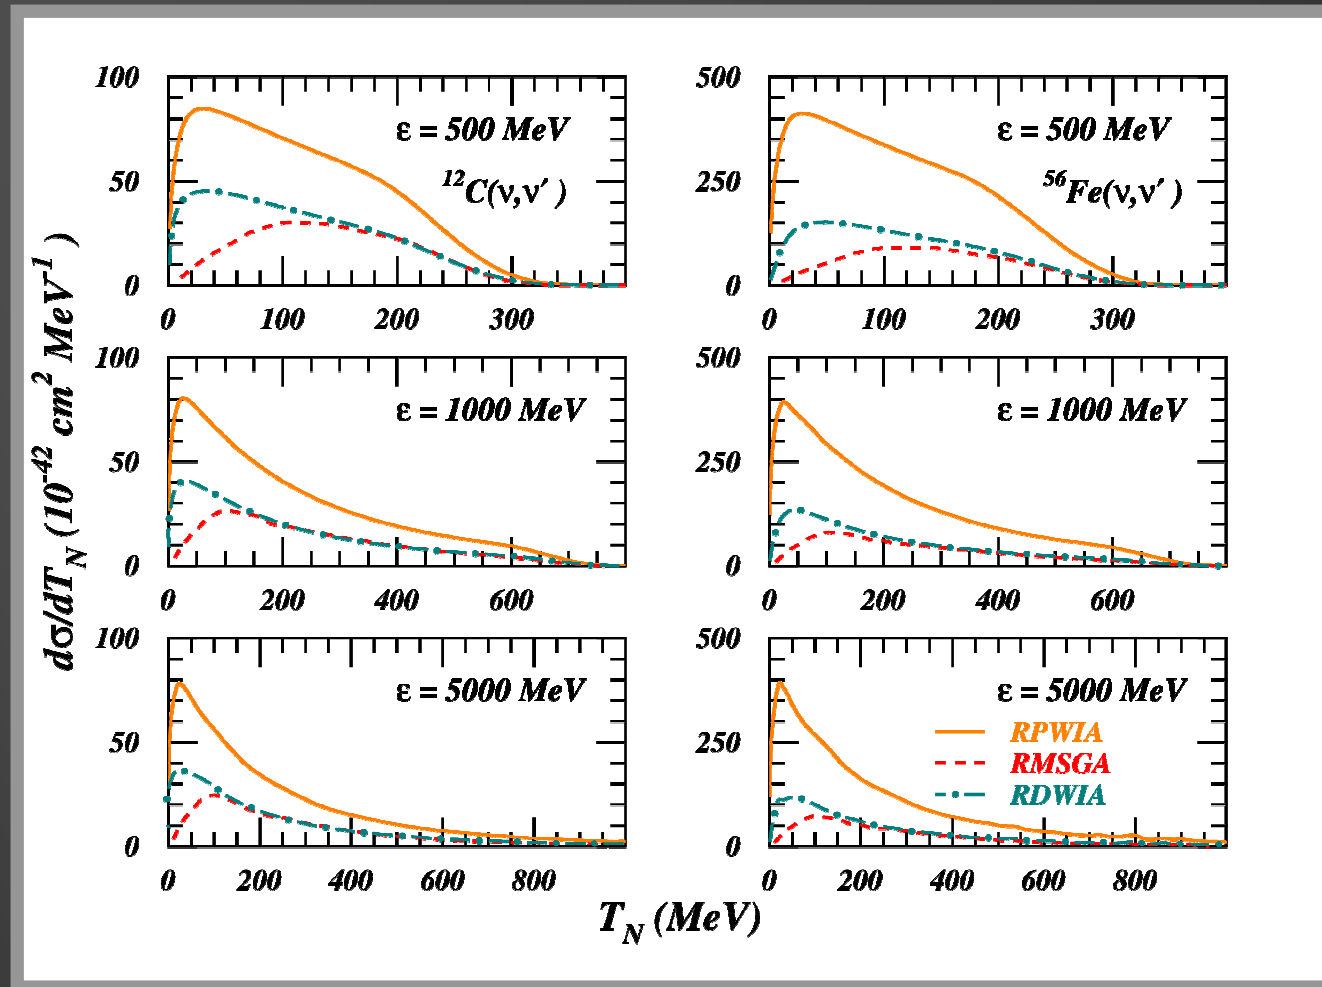 dσ/dT_N (10^-42 cm^2 MeV^-1)
100
50
0
0 100 200 300
ε = 500 MeV
^12C(ν,ν′ )
500
250
0
0 100 200 300
ε = 500 MeV
^56Fe(ν,ν′ )
100
50
0
0 200 400 600
ε = 1000 MeV
500
250
0
0 200 400 600
ε = 1000 MeV
100
50
0
0 200 400 600 800
ε = 5000 MeV
500
250
0
0 200 400 600 800
ε = 5000 MeV
RPWIA
RMSGA
RDWIA
T_N (MeV)